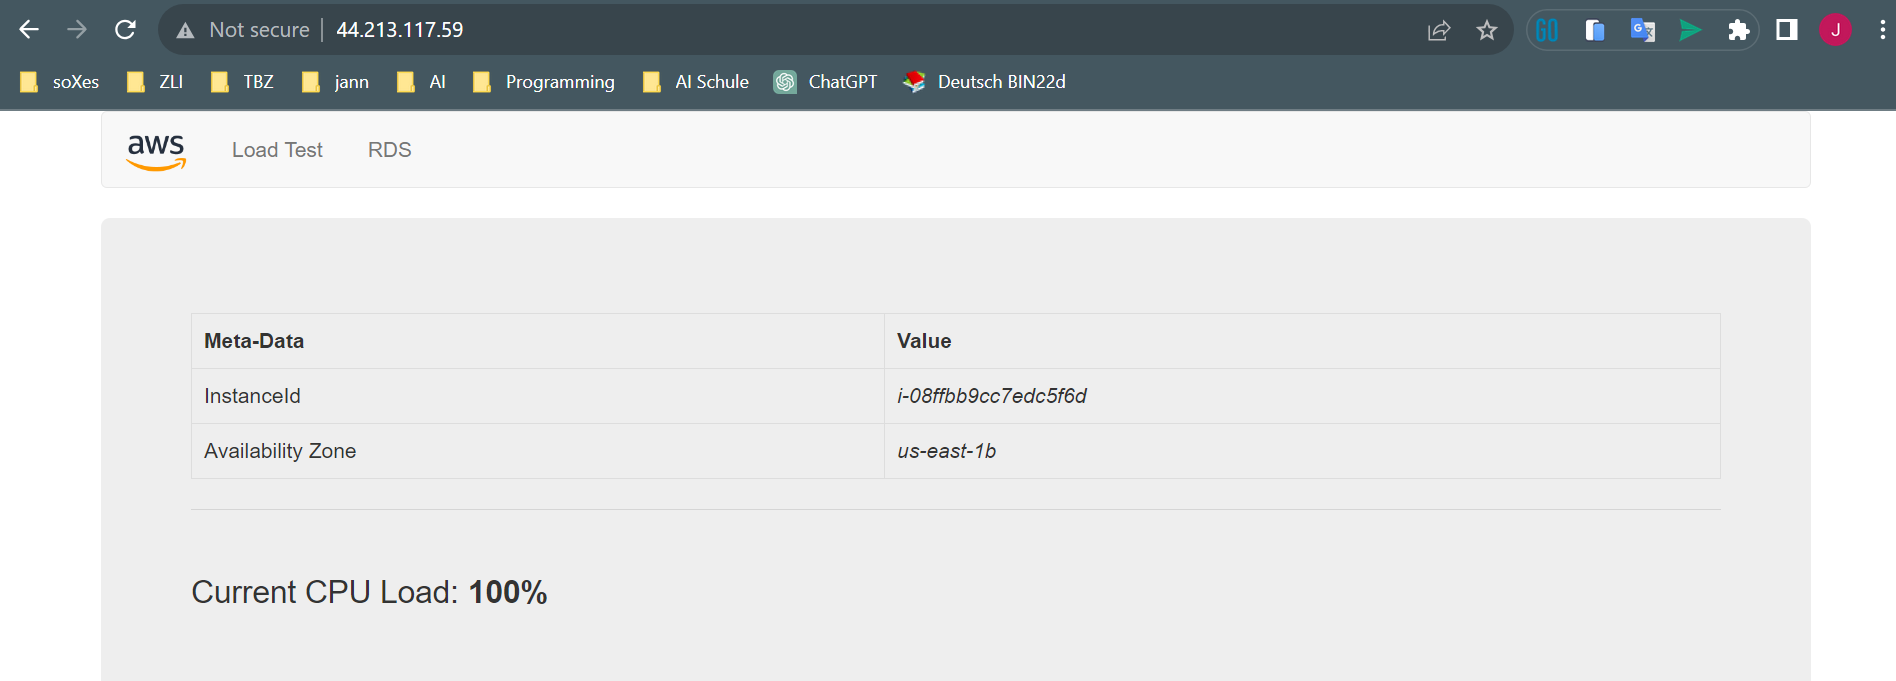 Not secure 44.213.117.59 GO J
soXes ZLI TBZ jann AI Programming AI Schule ChatGPT Deutsch BIN22d
aws Load Test RDS
Meta-Data Value
InstanceId i-08ffbb9cc7edc5f6d
Availability Zone us-east-1b
Current CPU Load: 100%